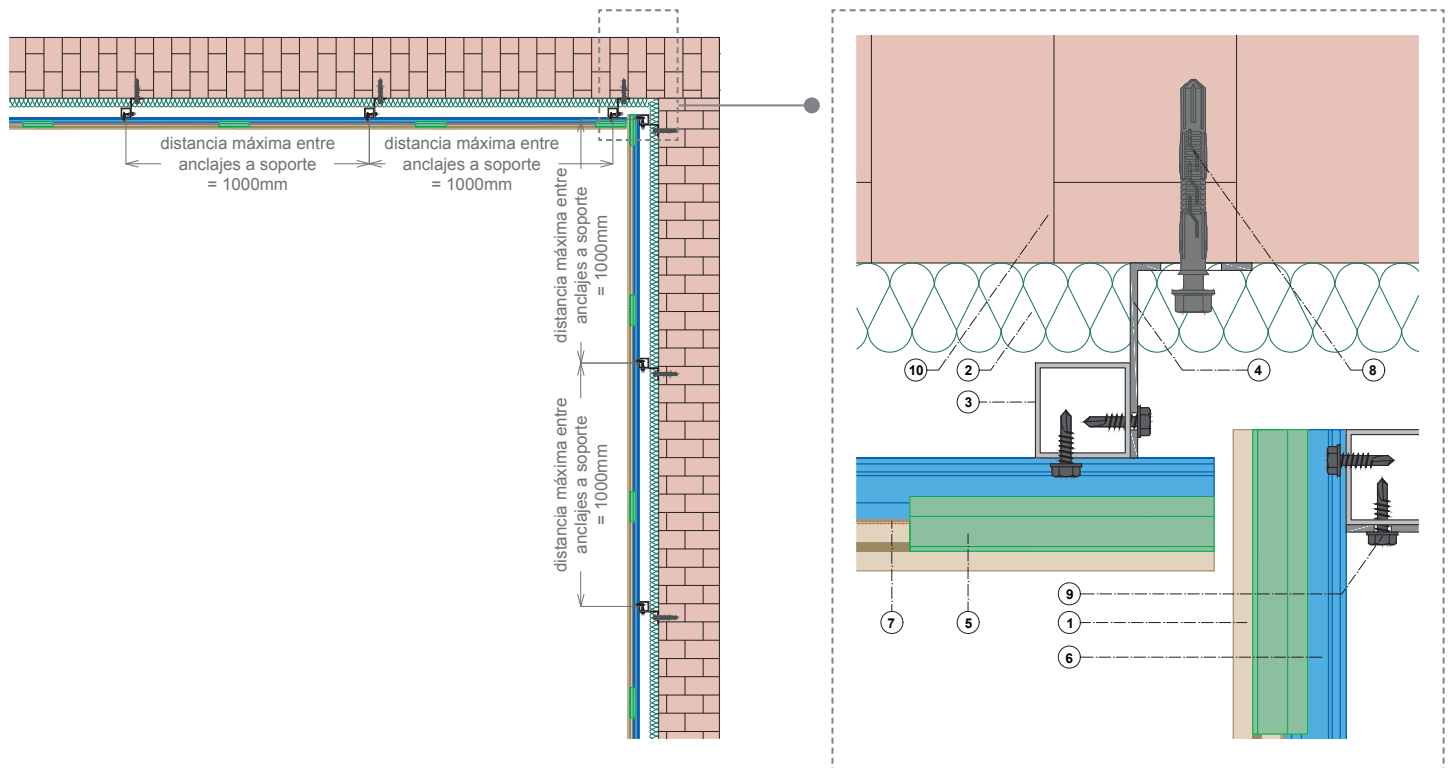 distancia máxima entre
anclajes a soporte
= 1000mm
distancia máxima entre
anclajes a soporte
= 1000mm
distancia máxima entre
anclajes a soporte
= 1000mm
distancia máxima entre
anclajes a soporte
= 1000mm
10
2
4
8
3
9
7
5
1
6